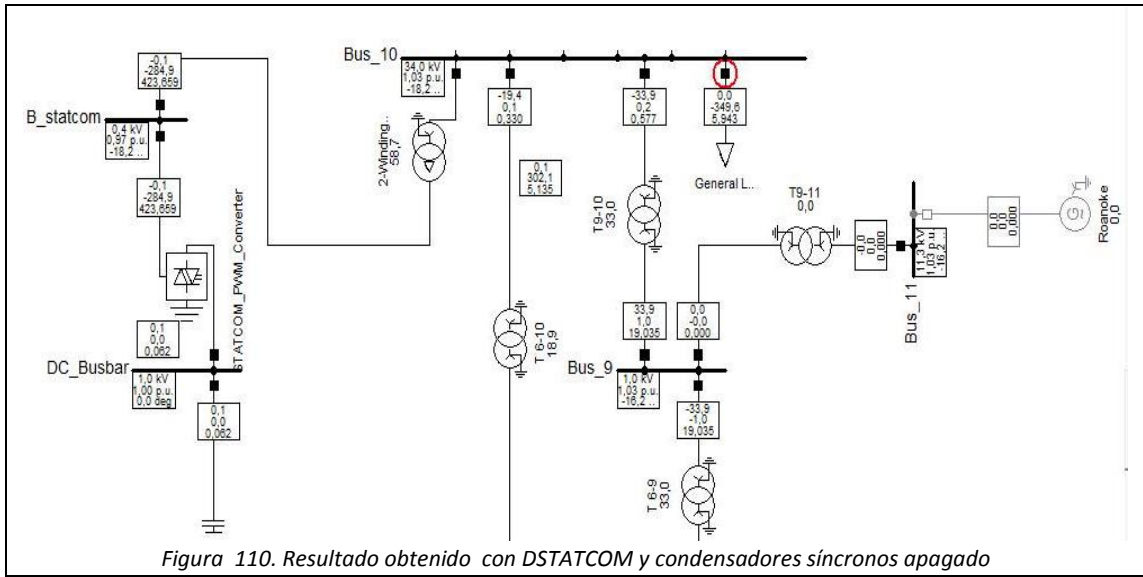 Bus_10
34,0 kV
1,03 p.u.
-18,2 ..
-0,1
-284,9
423,659
B_statcom
0,4 kV
0,97 p.u.
-18,2 ..
-0,1
-284,9
423,659
STATCOM_PWM_Converter
0,1
0,0
0,062
DC_Busbar
1,0 kV
1,00 p.u.
0,0 deg
0,1
0,0
0,062
2-Winding..
58,7
-19,4
0,1
0,330
0,1
302,1
5,135
T 6-10
18,9
-33,9
0,2
0,577
T9-10
33,0
0,0
-349,6
5,943
General L..
33,9
1,0
19,035
0,0
-0,0
0,000
Bus_9
1,0 kV
1,03 p.u.
-16,2 ..
-33,9
-1,0
19,035
T 6-9
33,0
T9-11
0,0
-0,0
0,0
0,000
Bus_11
11,3 kV
1,03 p.u.
-16,2 ..
0,0
0,0
0,000
G~
Roanoke
0,0
Figura 110. Resultado obtenido con DSTATCOM y condensadores síncronos apagado